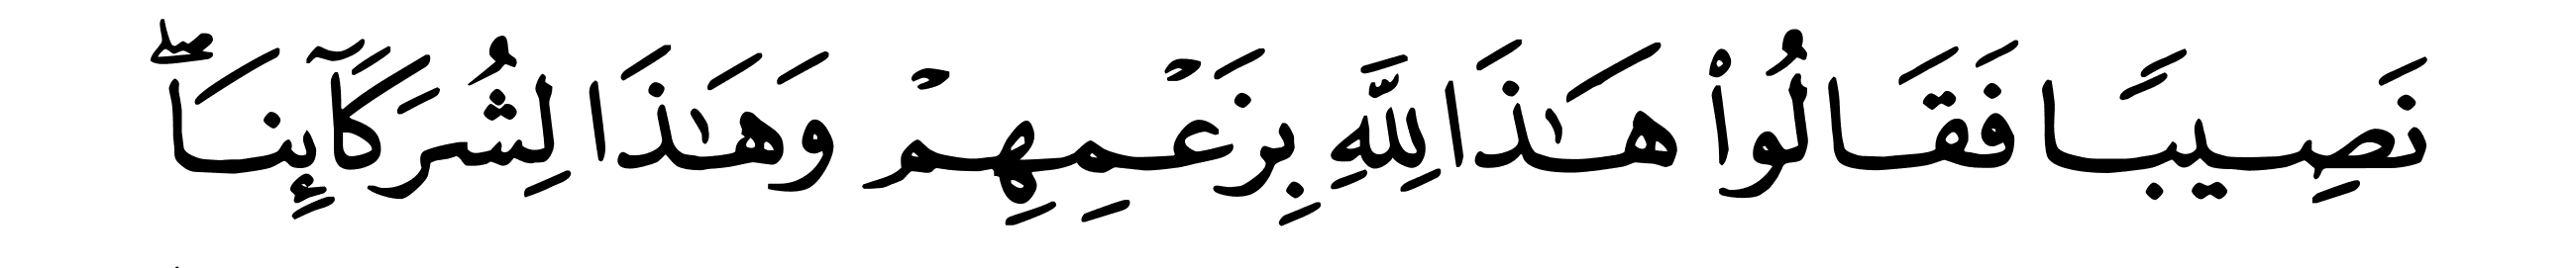 نَصِيبًا فَقَالُوا۟ هَـٰذَا لِلَّهِ بِزَعْمِهِمْ وَهَـٰذَا لِشُرَكَآئِنَا ۖ